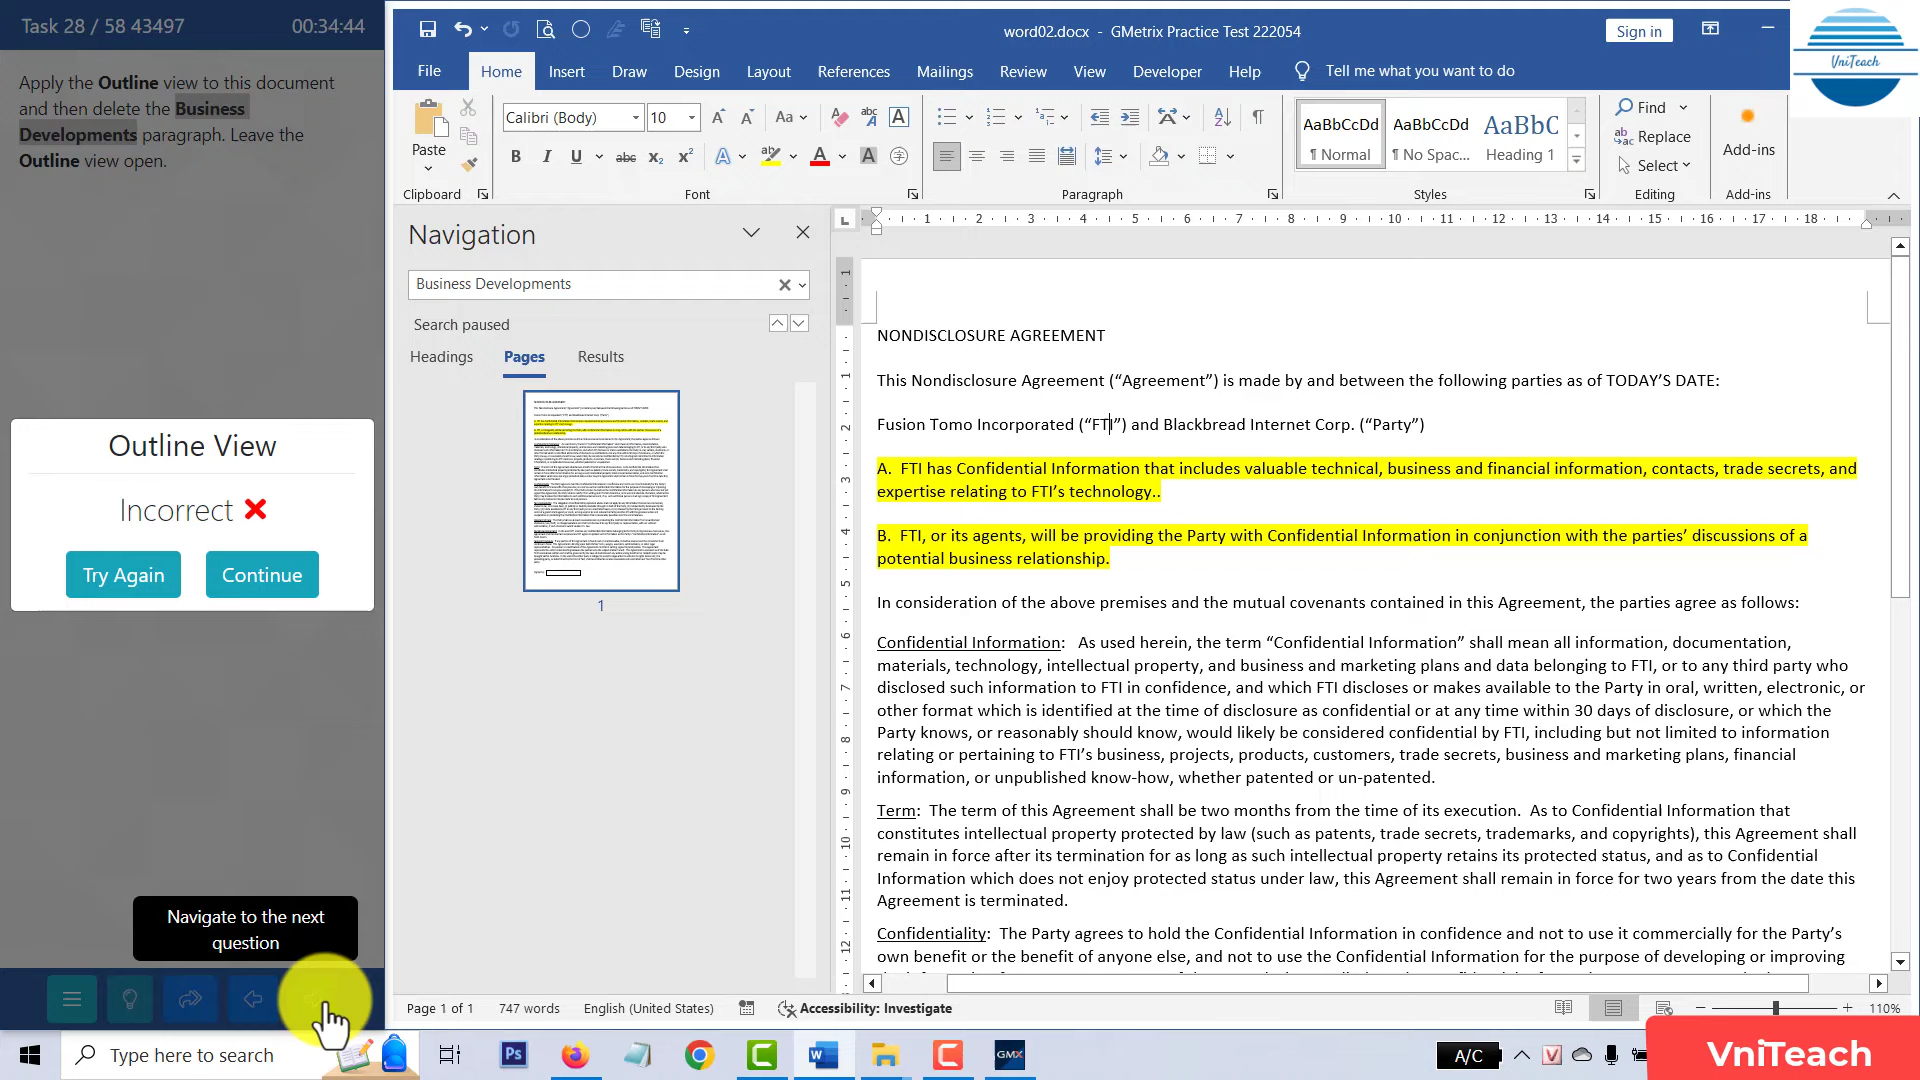 Task 28 / 58 43497
00:34:44
Apply the Outline view to this document
and then delete the Business
Developments paragraph. Leave the
Outline view open.
Outline View
Incorrect
Try Again
Continue
Navigate to the next
question
word02.docx - GMetrix Practice Test 222054
Sign in
UniTeach
File
Home
Insert
Draw
Design
Layout
References
Mailings
Review
View
Developer
Help
Tell me what you want to do
Paste
Clipboard
Calibri (Body)
10
Font
Paragraph
AaBbCcDd
¶ Normal
AaBbCcDd
¶ No Spac...
AaBbC
Heading 1
Styles
Find
Replace
Select
Editing
Add-ins
Add-ins
Navigation
Business Developments
Search paused
Headings
Pages
Results
1
NONDISCLOSURE AGREEMENT
This Nondisclosure Agreement (“Agreement”) is made by and between the following parties as of TODAY’S DATE:
Fusion Tomo Incorporated (“FTI”) and Blackbread Internet Corp. (“Party”)
A. FTI has Confidential Information that includes valuable technical, business and financial information, contacts, trade secrets, and
expertise relating to FTI’s technology..
B. FTI, or its agents, will be providing the Party with Confidential Information in conjunction with the parties’ discussions of a
potential business relationship.
In consideration of the above premises and the mutual covenants contained in this Agreement, the parties agree as follows:
Confidential Information: As used herein, the term “Confidential Information” shall mean all information, documentation,
materials, technology, intellectual property, and business and marketing plans and data belonging to FTI, or to any third party who
disclosed such information to FTI in confidence, and which FTI discloses or makes available to the Party in oral, written, electronic, or
other format which is identified at the time of disclosure as confidential or at any time within 30 days of disclosure, or which the
Party knows, or reasonably should know, would likely be considered confidential by FTI, including but not limited to information
relating or pertaining to FTI’s business, projects, products, customers, trade secrets, business and marketing plans, financial
information, or unpublished know-how, whether patented or un-patented.
Term: The term of this Agreement shall be two months from the time of its execution. As to Confidential Information that
constitutes intellectual property protected by law (such as patents, trade secrets, trademarks, and copyrights), this Agreement shall
remain in force after its termination for as long as such intellectual property retains its protected status, and as to Confidential
Information which does not enjoy protected status under law, this Agreement shall remain in force for two years from the date this
Agreement is terminated.
Confidentiality: The Party agrees to hold the Confidential Information in confidence and not to use it commercially for the Party’s
own benefit or the benefit of anyone else, and not to use the Confidential Information for the purpose of developing or improving
Page 1 of 1
747 words
English (United States)
Accessibility: Investigate
110%
Type here to search
Ps
GMX
A/C
VniTeach